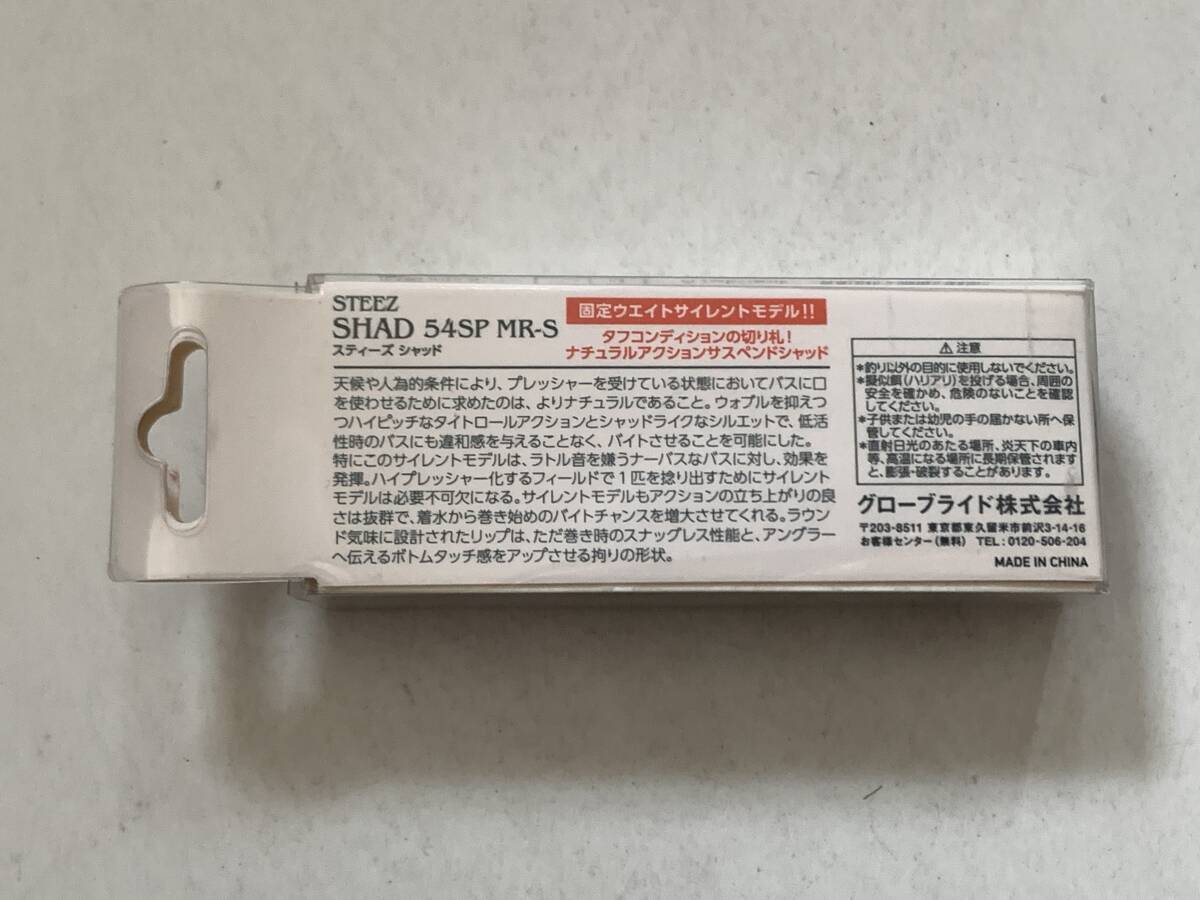 STEEZ
SHAD 54SP MR-S
スティーズ シャッド
固定ウエイトサイレントモデル!!
タフコンディションの切り札!
ナチュラルアクションサスペンドシャッド
天候や人為的条件により、プレッシャーを受けている状態においてバスに口
を使わせるために求めたのは、よりナチュラルであること。ウォブルを抑えつ
つハイピッチなタイトロールアクションとシャッドライクなシルエットで、低活
性時のバスにも違和感を与えることなく、バイトさせることを可能にした。
特にこのサイレントモデルは、ラトル音を嫌うナーバスなバスに対し、効果を
発揮。ハイプレッシャー化するフィールドで1匹を捻り出すためにサイレント
モデルは必要不可欠になる。サイレントモデルもアクションの立ち上がりの良
さは抜群で、着水から巻き始めのバイトチャンスを増大させてくれる。ラウン
ド気味に設計されたリップは、ただ巻き時のスナッグレス性能と、アングラー
へ伝えるボトムタッチ感をアップさせる拘りの形状。
⚠注意
*釣り以外の目的に使用しないでください。
*擬似餌(ハリアリ)を投げる場合、周囲の
安全を確かめ、危険のないことを確認
してください。
*子供または幼児の手の届かない所へ保
管してください。
*直射日光のあたる場所、炎天下の車内
等、高温になる場所に長期保管されます
と、膨張・破裂することがあります。
グローブライド株式会社
〒203-8511 東京都東久留米市前沢3-14-16
お客様センター(無料) TEL:0120-506-204
MADE IN CHINA